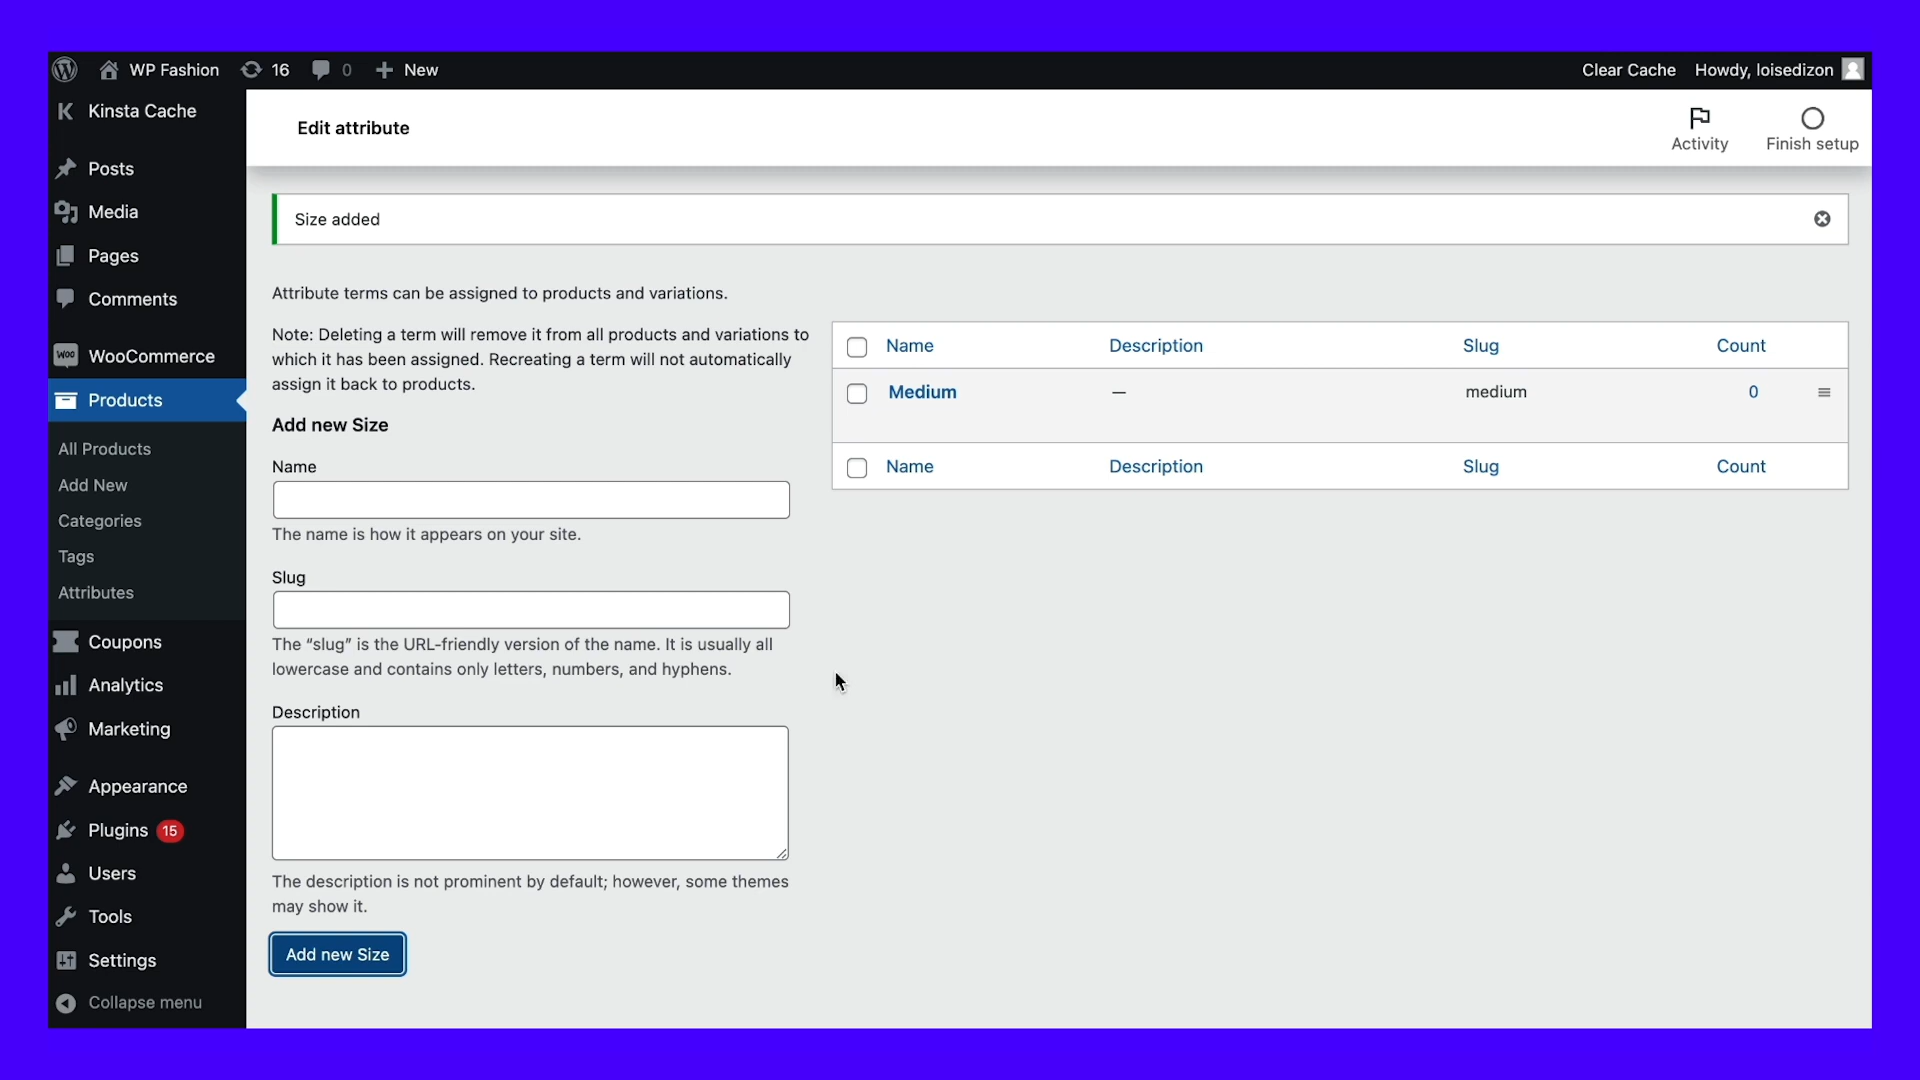 WP Fashion 16 0 New Clear Cache Howdy, loisedizon
Kinsta Cache
Posts
Media
Pages
Comments
WOO WooCommerce
Products
All Products
Add New
Categories
Tags
Attributes
Coupons
Analytics
Marketing
Appearance
Plugins 15
Users
Tools
Settings
Collapse menu
Edit attribute
Activity
Finish setup
Size added
Attribute terms can be assigned to products and variations.
Note: Deleting a term will remove it from all products and variations to
which it has been assigned. Recreating a term will not automatically
assign it back to products.
Add new Size
Name
The name is how it appears on your site.
Slug
The “slug” is the URL-friendly version of the name. It is usually all
lowercase and contains only letters, numbers, and hyphens.
Description
The description is not prominent by default; however, some themes
may show it.
Add new Size
Name Description Slug Count
Medium — medium 0
Name Description Slug Count